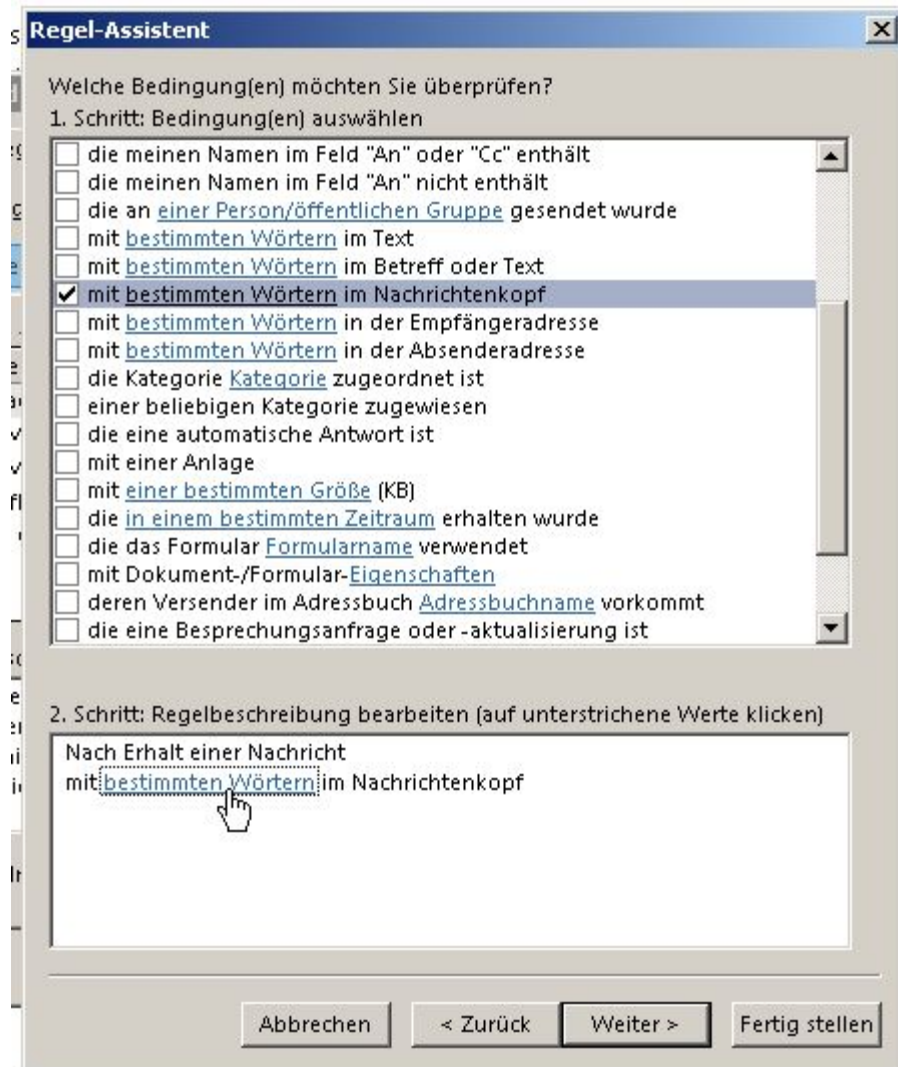 Regel-Assistent
Welche Bedingung(en) möchten Sie überprüfen?
1. Schritt: Bedingung(en) auswählen
die meinen Namen im Feld "An" oder "Cc" enthält
die meinen Namen im Feld "An" nicht enthält
die an einer Person/öffentlichen Gruppe gesendet wurde
mit bestimmten Wörtern im Text
mit bestimmten Wörtern im Betreff oder Text
mit bestimmten Wörtern im Nachrichtenkopf
mit bestimmten Wörtern in der Empfängeradresse
mit bestimmten Wörtern in der Absenderadresse
die Kategorie Kategorie zugeordnet ist
einer beliebigen Kategorie zugewiesen
die eine automatische Antwort ist
mit einer Anlage
mit einer bestimmten Größe (KB)
die in einem bestimmten Zeitraum erhalten wurde
die das Formular Formularname verwendet
mit Dokument-/Formular-Eigenschaften
deren Versender im Adressbuch Adressbuchname vorkommt
die eine Besprechungsanfrage oder -aktualisierung ist
2. Schritt: Regelbeschreibung bearbeiten (auf unterstrichene Werte klicken)
Nach Erhalt einer Nachricht
mit bestimmten Wörtern im Nachrichtenkopf
Abbrechen < Zurück Weiter > Fertig stellen